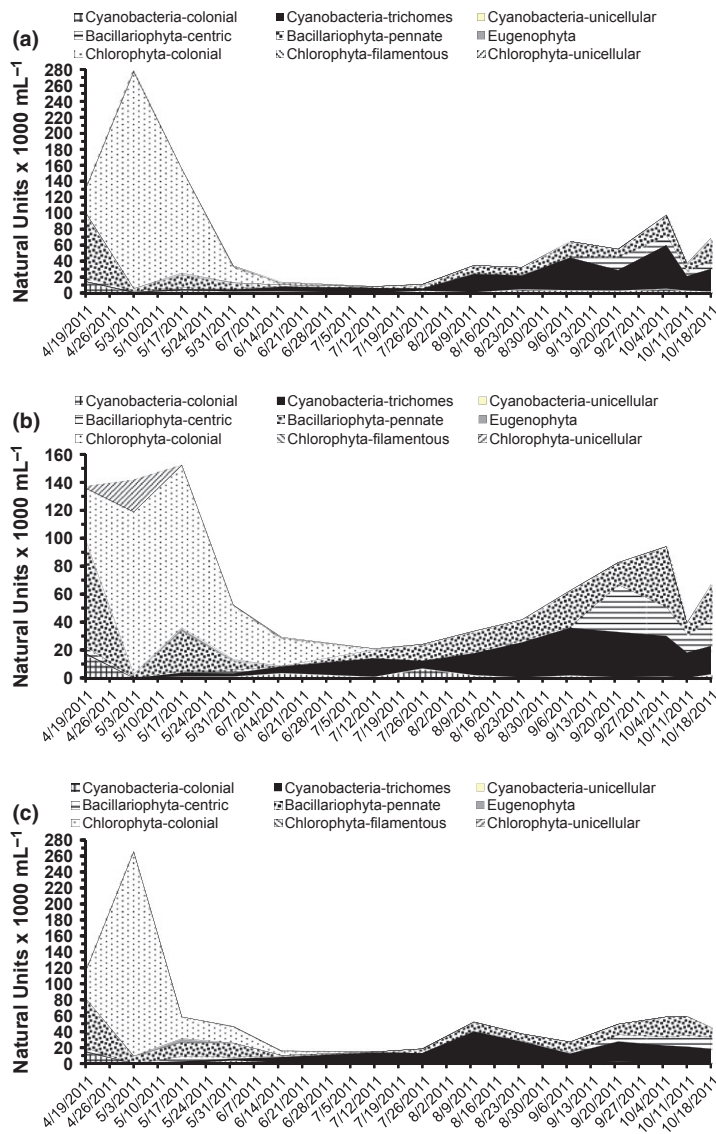 (a)
Cyanobacteria-colonial Cyanobacteria-trichomes Cyanobacteria-unicellular
Bacillariophyta-centric Bacillariophyta-pennate Eugenophyta
Chlorophyta-colonial Chlorophyta-filamentous Chlorophyta-unicellular
Natural Units x 1000 mL⁻¹
280
260
240
220
200
180
160
140
120
100
80
60
40
20
0
4/19/2011 4/26/2011 5/3/2011 5/10/2011 5/17/2011 5/24/2011 5/31/2011 6/7/2011 6/14/2011 6/21/2011 6/28/2011 7/5/2011 7/12/2011 7/19/2011 7/26/2011 8/2/2011 8/9/2011 8/16/2011 8/23/2011 8/30/2011 9/6/2011 9/13/2011 9/20/2011 9/27/2011 10/4/2011 10/11/2011 10/18/2011
(b)
Cyanobacteria-colonial Cyanobacteria-trichomes Cyanobacteria-unicellular
Bacillariophyta-centric Bacillariophyta-pennate Eugenophyta
Chlorophyta-colonial Chlorophyta-filamentous Chlorophyta-unicellular
Natural Units x 1000 mL⁻¹
160
140
120
100
80
60
40
20
0
4/19/2011 4/26/2011 5/3/2011 5/10/2011 5/17/2011 5/24/2011 5/31/2011 6/7/2011 6/14/2011 6/21/2011 6/28/2011 7/5/2011 7/12/2011 7/19/2011 7/26/2011 8/2/2011 8/9/2011 8/16/2011 8/23/2011 8/30/2011 9/6/2011 9/13/2011 9/20/2011 9/27/2011 10/4/2011 10/11/2011 10/18/2011
(c)
Cyanobacteria-colonial Cyanobacteria-trichomes Cyanobacteria-unicellular
Bacillariophyta-centric Bacillariophyta-pennate Eugenophyta
Chlorophyta-colonial Chlorophyta-filamentous Chlorophyta-unicellular
Natural Units x 1000 mL⁻¹
280
260
240
220
200
180
160
140
120
100
80
60
40
20
0
4/19/2011 4/26/2011 5/3/2011 5/10/2011 5/17/2011 5/24/2011 5/31/2011 6/7/2011 6/14/2011 6/21/2011 6/28/2011 7/5/2011 7/12/2011 7/19/2011 7/26/2011 8/2/2011 8/9/2011 8/16/2011 8/23/2011 8/30/2011 9/6/2011 9/13/2011 9/20/2011 9/27/2011 10/4/2011 10/11/2011 10/18/2011